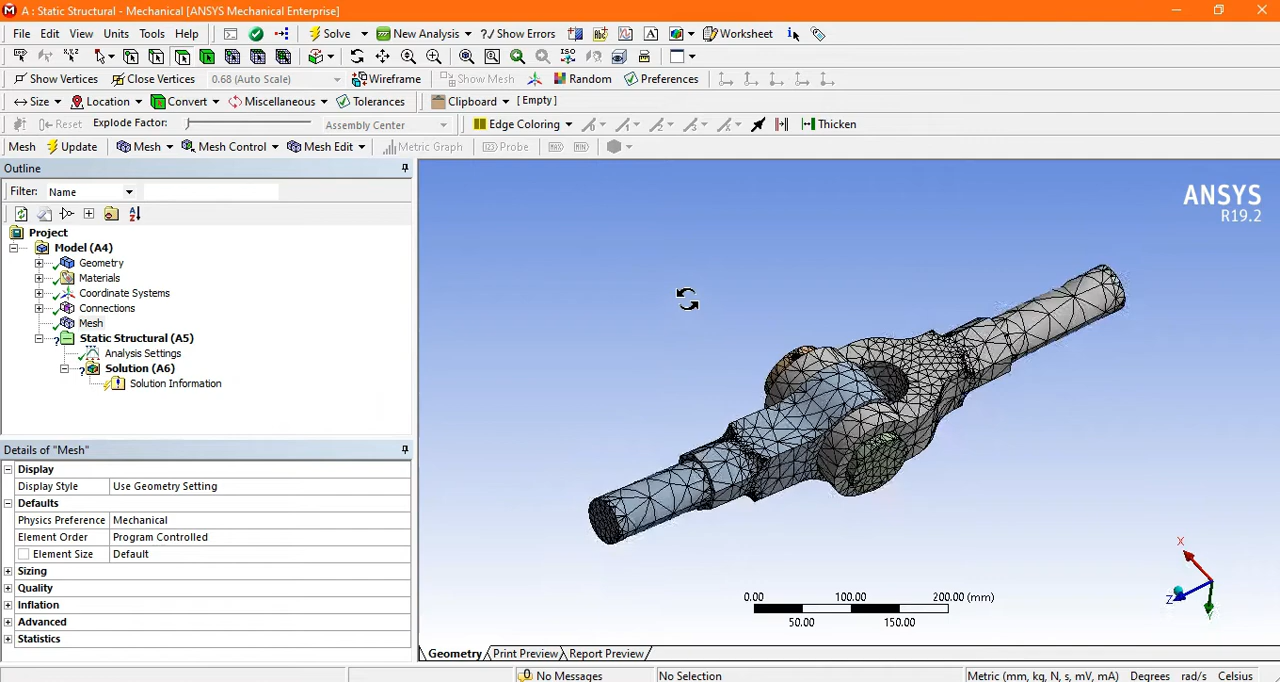 A : Static Structural - Mechanical [ANSYS Mechanical Enterprise]
File Edit View Units Tools Help Solve New Analysis ?/ Show Errors Worksheet i
Show Vertices Close Vertices 0.68 (Auto Scale) Wireframe Show Mesh Random Preferences
Size Location Convert Miscellaneous Tolerances Clipboard [ Empty ]
Reset Explode Factor: Assembly Center Edge Coloring Thicken
Mesh Update Mesh Mesh Control Mesh Edit Metric Graph Probe MAX MIN
Outline
Filter: Name
Project
Model (A4)
Geometry
Materials
Coordinate Systems
Connections
Mesh
Static Structural (A5)
Analysis Settings
Solution (A6)
Solution Information
Details of "Mesh"
Display
Display Style Use Geometry Setting
Defaults
Physics Preference Mechanical
Element Order Program Controlled
Element Size Default
Sizing
Quality
Inflation
Advanced
Statistics
ANSYS
R19.2
X
Z
Y
0.00 100.00 200.00 (mm)
50.00 150.00
Geometry Print Preview Report Preview
0 No Messages No Selection Metric (mm, kg, N, s, mV, mA) Degrees rad/s Celsius